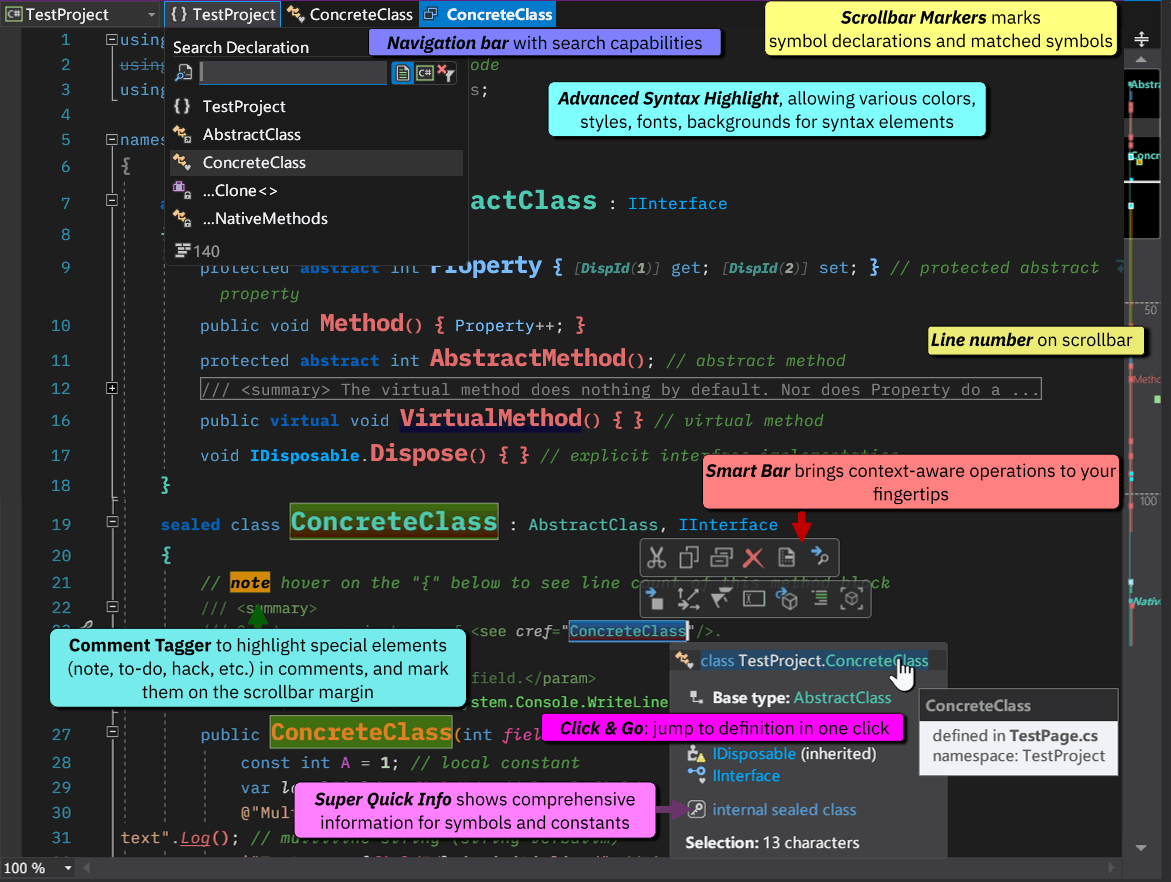 TestProject
{ } TestProject
ConcreteClass
ConcreteClass
Scrollbar Markers marks
symbol declarations and matched symbols
1
using
Search Declaration
Navigation bar with search capabilities
2
using
ode
3
using
s;
Advanced Syntax Highlight, allowing various colors,
styles, fonts, backgrounds for syntax elements
Abstra
4
{ } TestProject
5
names
AbstractClass
6
{
ConcreteClass
Concr
...Clone<>
7
actClass : IInterface
...NativeMethods
8
140
9
protected abstract int Property { [DispId(1)] get; [DispId(2)] set; } // protected abstract
property
50
10
public void Method() { Property++; }
Line number on scrollbar
11
protected abstract int AbstractMethod(); // abstract method
Metho
12
/// <summary> The virtual method does nothing by default. Nor does Property do a ...
16
public virtual void VirtualMethod() { } // virtual method
17
void IDisposable.Dispose() { } // explicit interface implementation
Smart Bar brings context-aware operations to your
fingertips
18
}
100
19
sealed class ConcreteClass : AbstractClass, IInterface
20
{
21
// note hover on the "{" below to see line count of this method block
22
/// <summary>
Nativ
<see cref="ConcreteClass"/>.
Comment Tagger to highlight special elements
(note, to-do, hack, etc.) in comments, and mark
them on the scrollbar margin
class TestProject.ConcreteClass
field.</param>
Base type: AbstractClass
stem.Console.WriteLine
ConcreteClass
defined in TestPage.cs
namespace: TestProject
Click & Go: jump to definition in one click
27
public ConcreteClass(int fiel
IDisposable (inherited)
28
const int A = 1; // local constant
IInterface
29
var lo
Super Quick Info shows comprehensive
information for symbols and constants
30
@"Mul
internal sealed class
31
text".Log(); // multiline string (string verbatim)
Selection: 13 characters
100 %